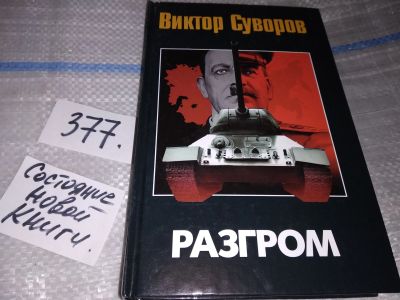 Виктор Суворов
РАЗГРОМ
377.
Состояние
новой
книги.